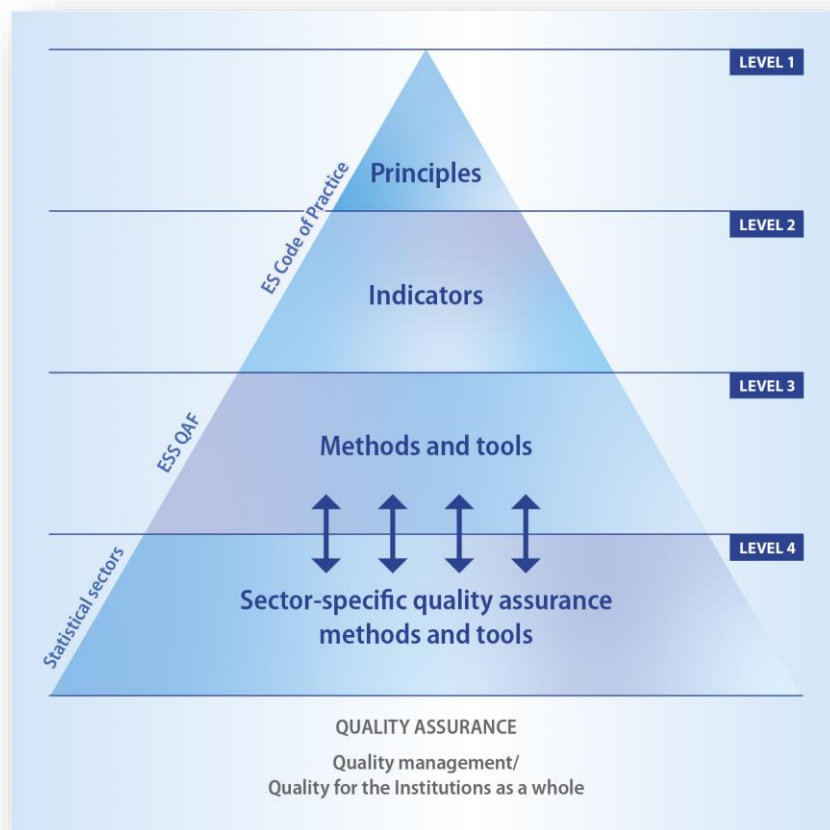 LEVEL 1
Principles
ES Code of Practice
LEVEL 2
Indicators
LEVEL 3
ESS QAF
Methods and tools
LEVEL 4
Statistical sectors
Sector-specific quality assurance
methods and tools
QUALITY ASSURANCE
Quality management/
Quality for the Institutions as a whole